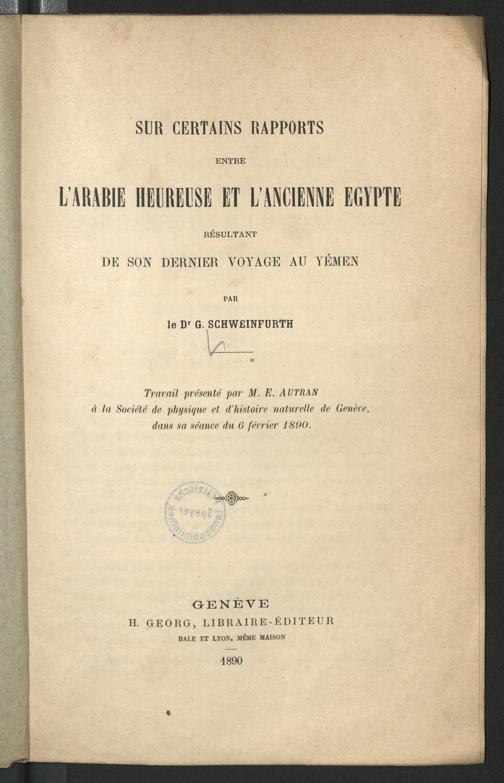 SUR CERTAINS RAPPORTS
ENTRE
L'ARABIE HEUREUSE ET L'ANCIENNE EGYPTE
RÉSULTANT
DE SON DERNIER VOYAGE AU YÉMEN
PAR
le Dr G. SCHWEINFURTH
Travail présenté par M. E. AUTRAN
à la Société de physique et d'histoire naturelle de Genève,
dans sa séance du 6 février 1890.
GENÈVE
H. GEORG, LIBRAIRE-ÉDITEUR
BALE ET LYON, MÊME MAISON
1890